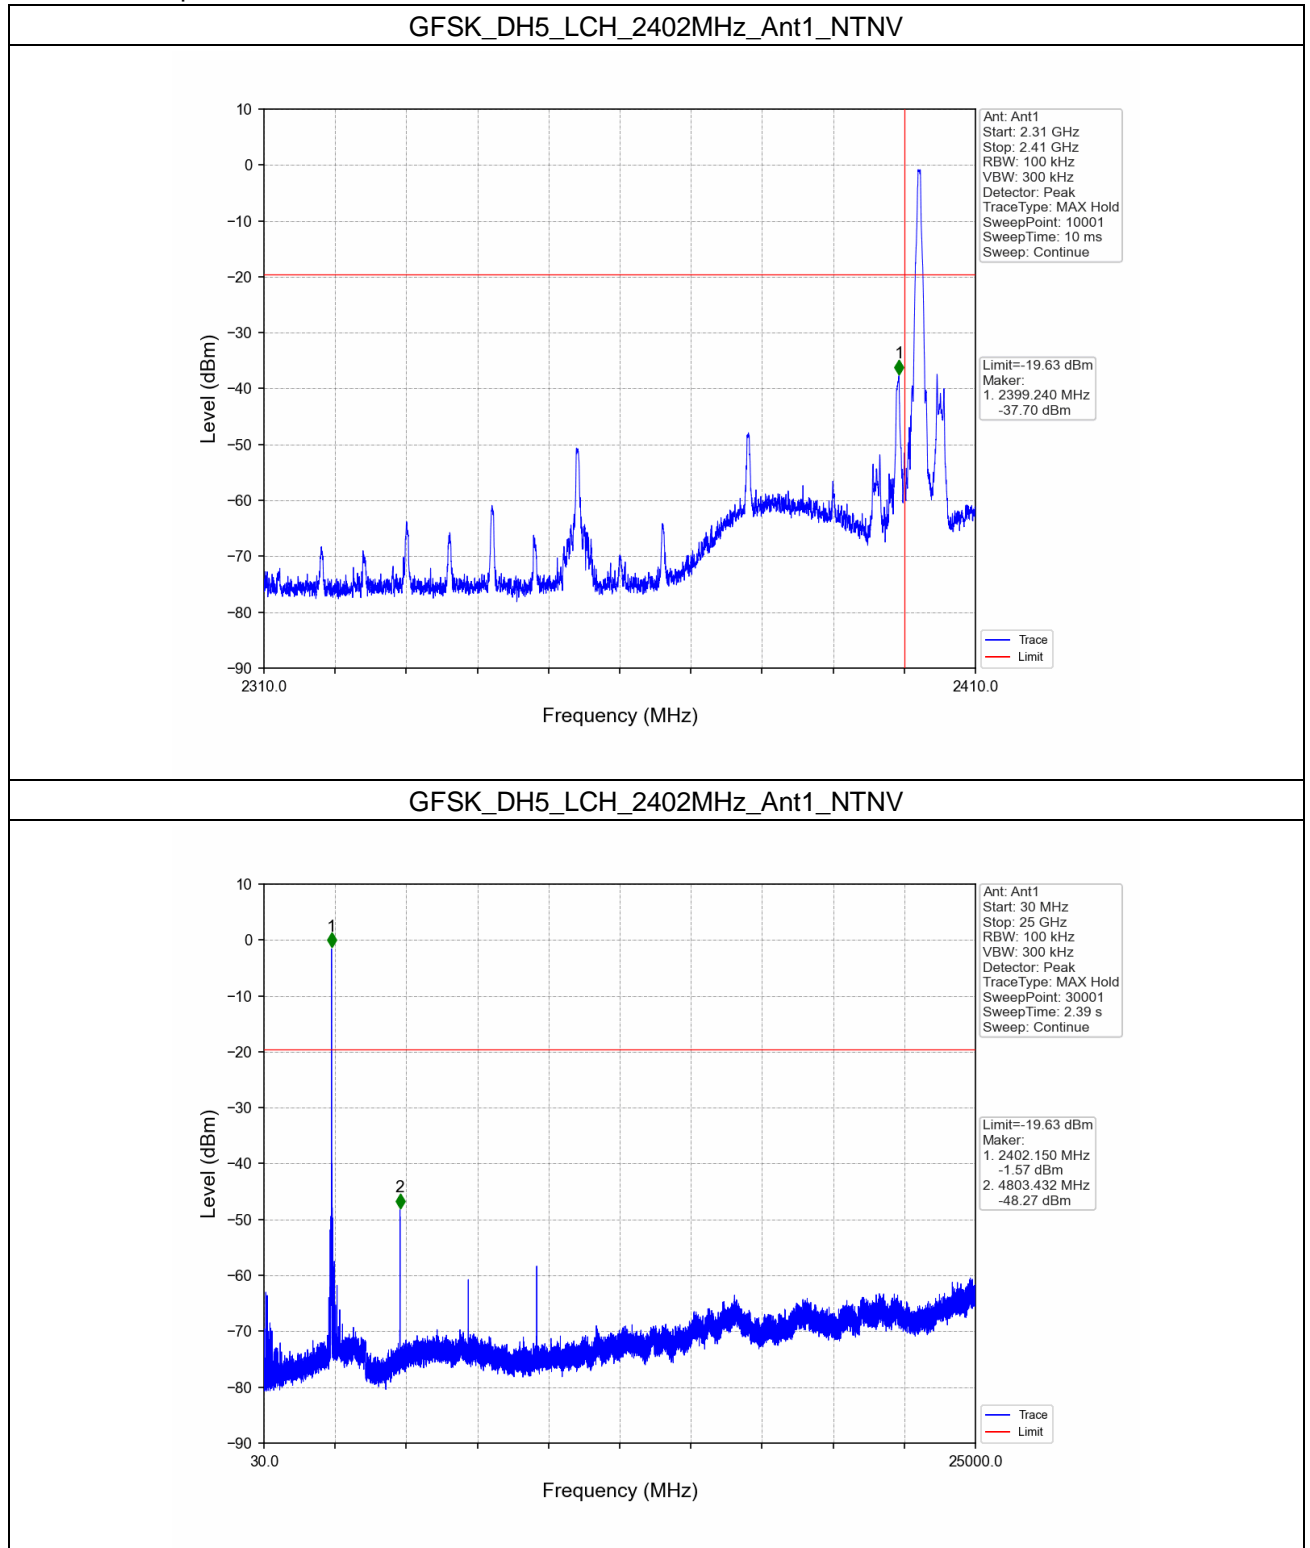 GFSK_DH5_LCH_2402MHz_Ant1_NTNV
10
0
−10
−20
−30
−40
−50
−60
−70
−80
−90
Level (dBm)
2310.0
2410.0
Frequency (MHz)
1
Ant: Ant1
Start: 2.31 GHz
Stop: 2.41 GHz
RBW: 100 kHz
VBW: 300 kHz
Detector: Peak
TraceType: MAX Hold
SweepPoint: 10001
SweepTime: 10 ms
Sweep: Continue
Limit=-19.63 dBm
Maker:
1. 2399.240 MHz
-37.70 dBm
Trace
Limit
GFSK_DH5_LCH_2402MHz_Ant1_NTNV
10
0
−10
−20
−30
−40
−50
−60
−70
−80
−90
Level (dBm)
30.0
25000.0
Frequency (MHz)
1
2
Ant: Ant1
Start: 30 MHz
Stop: 25 GHz
RBW: 100 kHz
VBW: 300 kHz
Detector: Peak
TraceType: MAX Hold
SweepPoint: 30001
SweepTime: 2.39 s
Sweep: Continue
Limit=-19.63 dBm
Maker:
1. 2402.150 MHz
-1.57 dBm
2. 4803.432 MHz
-48.27 dBm
Trace
Limit